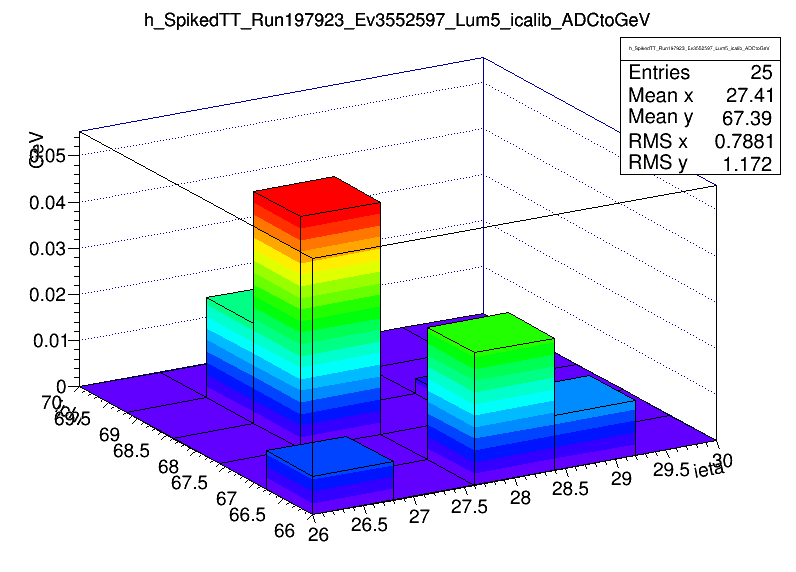 h_SpikedTT_Run197923_Ev3552597_Lum5_icalib_ADCtoGeV
h_SpikedTT_Run197923_Ev3552597_Lum5_icalib_ADCtoGeV
Entries 25
Mean x 27.41
Mean y 67.39
RMS x 0.7881
RMS y 1.172
GeV
0.05
0.04
0.03
0.02
0.01
0
70
69.5
69
68.5
68
67.5
67
66.5
66
26
26.5
27
27.5
28
28.5
29
29.5
30
ieta